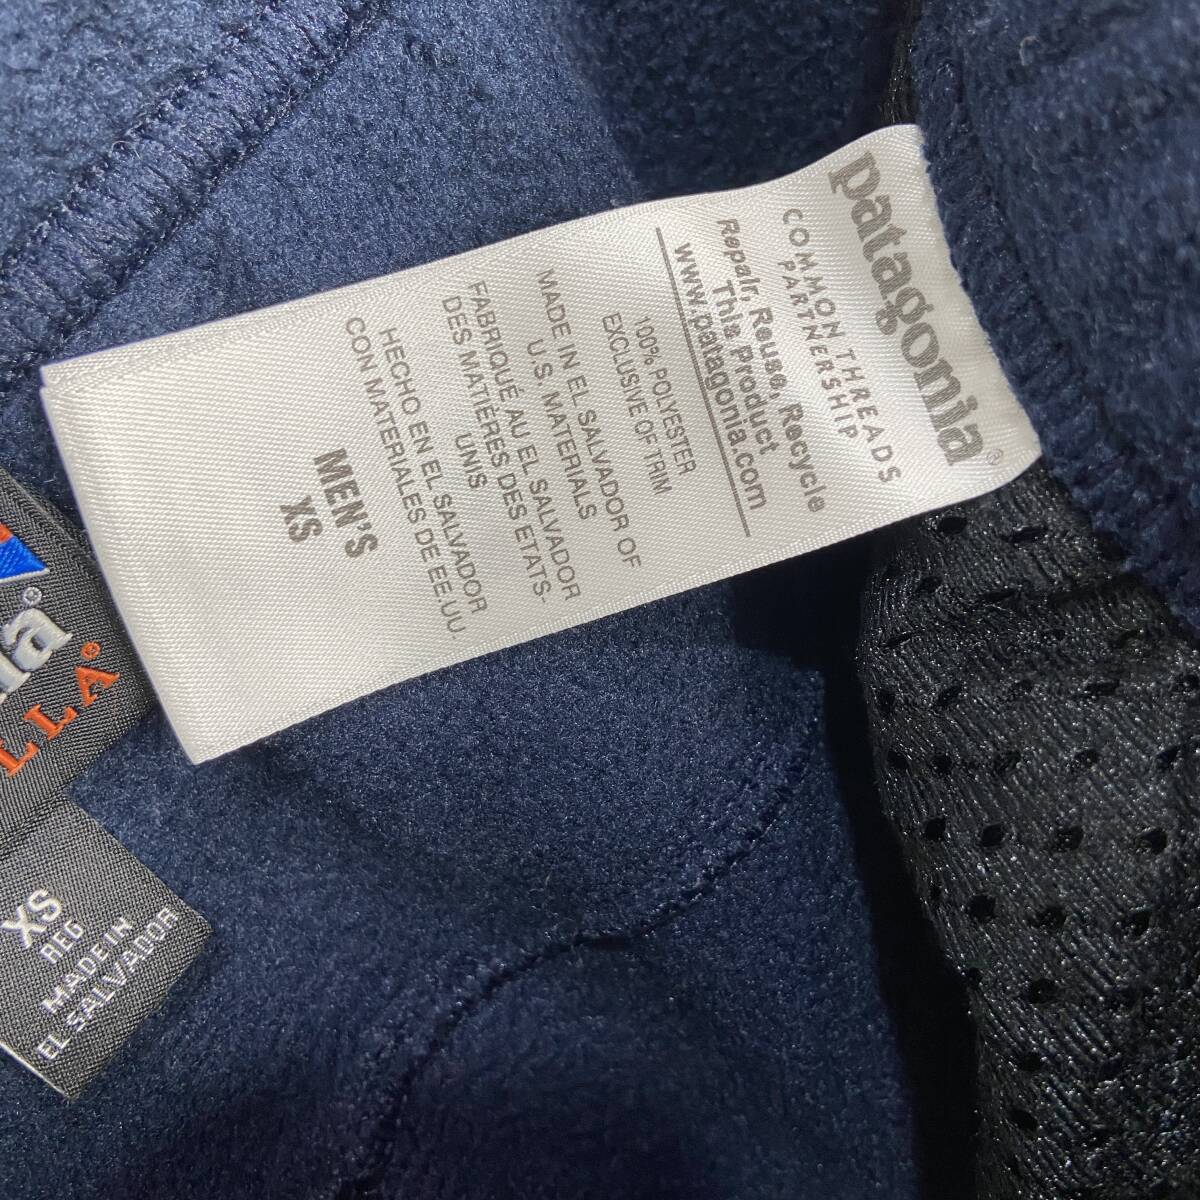 patagonia®
COMMON THREADS
PARTNERSHIP
Repair, Reuse, Recycle
This Product
www.patagonia.com
100% POLYESTER
EXCLUSIVE OF TRIM
MADE IN EL SALVADOR OF
U.S. MATERIALS
FABRIQUÉ AU EL SALVADOR
DES MATIÈRES DES ETATS-
UNIS
HECHO EN EL SALVADOR
CON MATERIALES DE EE.UU.
MEN'S
XS
XS
REG
MADE IN
EL SALVADOR